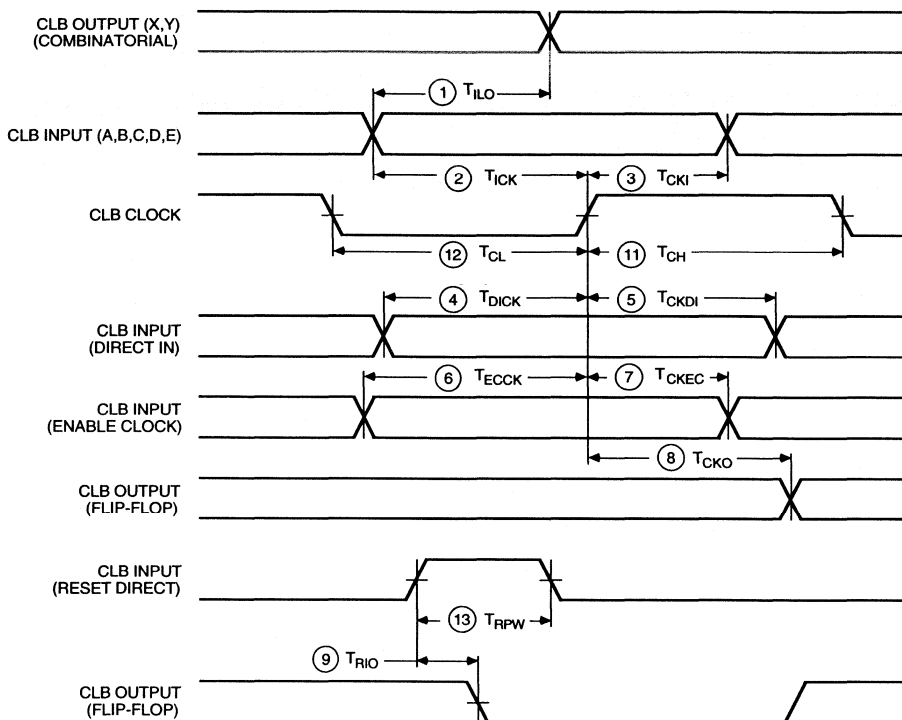 CLB OUTPUT (X,Y)
(COMBINATORIAL)
1 TILO
CLB INPUT (A,B,C,D,E)
2 TICK
3 TCKI
CLB CLOCK
12 TCL
11 TCH
4 TDICK
5 TCKDI
CLB INPUT
(DIRECT IN)
6 TECCK
7 TCKEC
CLB INPUT
(ENABLE CLOCK)
8 TCKO
CLB OUTPUT
(FLIP-FLOP)
CLB INPUT
(RESET DIRECT)
13 TRPW
9 TRIO
CLB OUTPUT
(FLIP-FLOP)